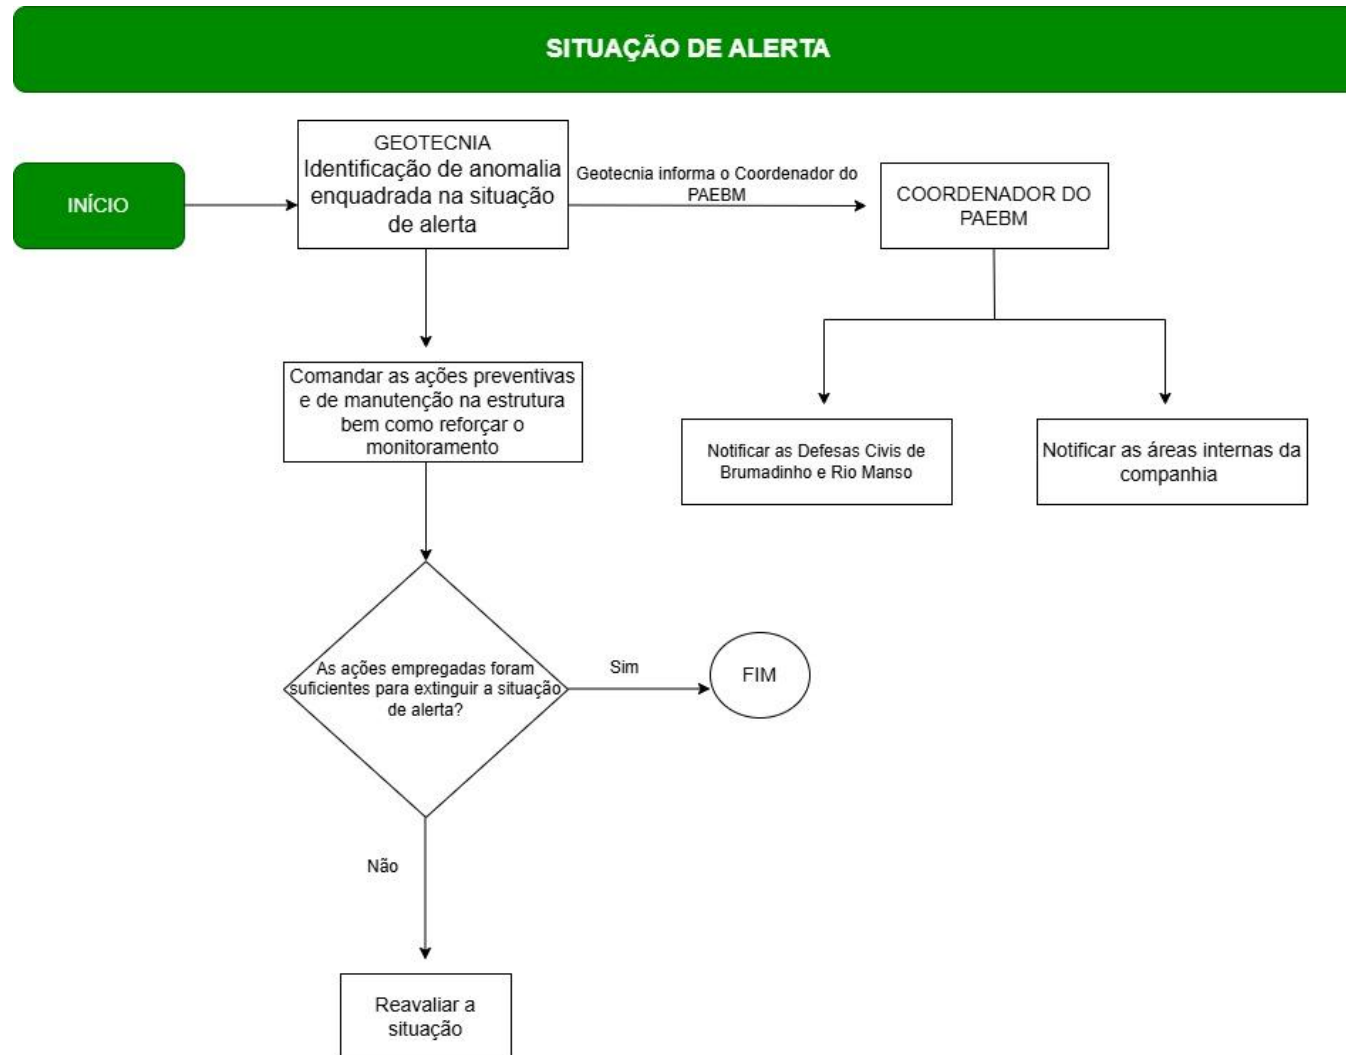 SITUAÇÃO DE ALERTA
INÍCIO
GEOTECNIA
Identificação de anomalia
enquadrada na situação
de alerta
Geotecnia informa o Coordenador do
PAEBM
COORDENADOR DO
PAEBM
Comandar as ações preventivas
e de manutenção na estrutura
bem como reforçar o
monitoramento
Notificar as Defesas Civis de
Brumadinho e Rio Manso
Notificar as áreas internas da
companhia
As ações empregadas foram
suficientes para extinguir a situação
de alerta?
Sim
FIM
Não
Reavaliar a
situação